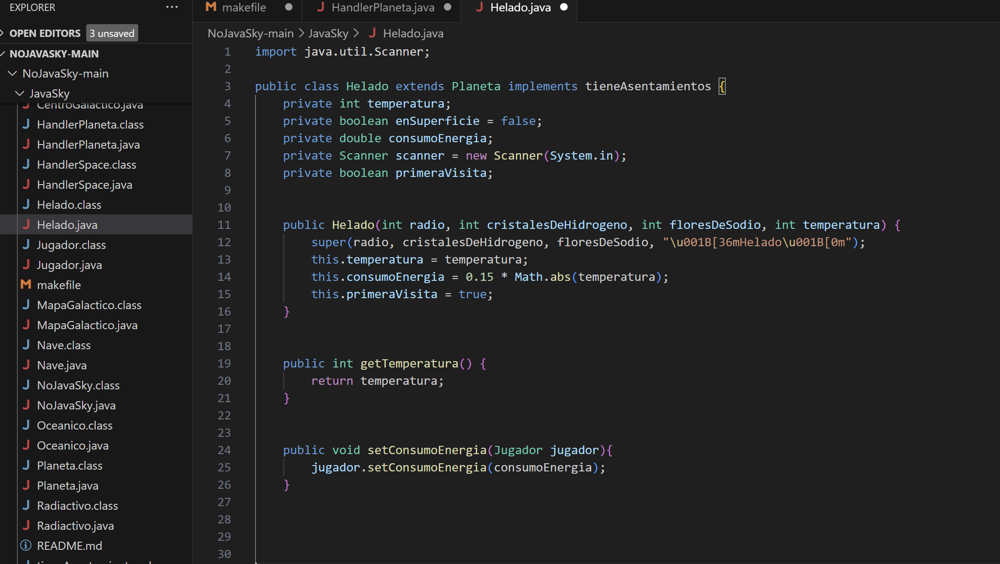 EXPLORER
OPEN EDITORS 3 unsaved
NOJAVASKY-MAIN
NoJavaSky-main
JavaSky
CentroGalactico.java
HandlerPlaneta.class
HandlerPlaneta.java
HandlerSpace.class
HandlerSpace.java
Helado.class
Helado.java
Jugador.class
Jugador.java
makefile
MapaGalactico.class
MapaGalactico.java
Nave.class
Nave.java
NoJavaSky.class
NoJavaSky.java
Oceanico.class
Oceanico.java
Planeta.class
Planeta.java
Radiactivo.class
Radiactivo.java
README.md
makefile HandlerPlaneta.java Helado.java
NoJavaSky-main > JavaSky > Helado.java
1 import java.util.Scanner;
2
3 public class Helado extends Planeta implements tieneAsentamientos {
4 private int temperatura;
5 private boolean enSuperficie = false;
6 private double consumoEnergia;
7 private Scanner scanner = new Scanner(System.in);
8 private boolean primeraVisita;
9
10
11 public Helado(int radio, int cristalesDeHidrogeno, int floresDeSodio, int temperatura) {
12 super(radio, cristalesDeHidrogeno, floresDeSodio, "\u001B[36mHelado\u001B[0m");
13 this.temperatura = temperatura;
14 this.consumoEnergia = 0.15 * Math.abs(temperatura);
15 this.primeraVisita = true;
16 }
17
18
19 public int getTemperatura() {
20 return temperatura;
21 }
22
23
24 public void setConsumoEnergia(Jugador jugador){
25 jugador.setConsumoEnergia(consumoEnergia);
26 }
27
28
29
30